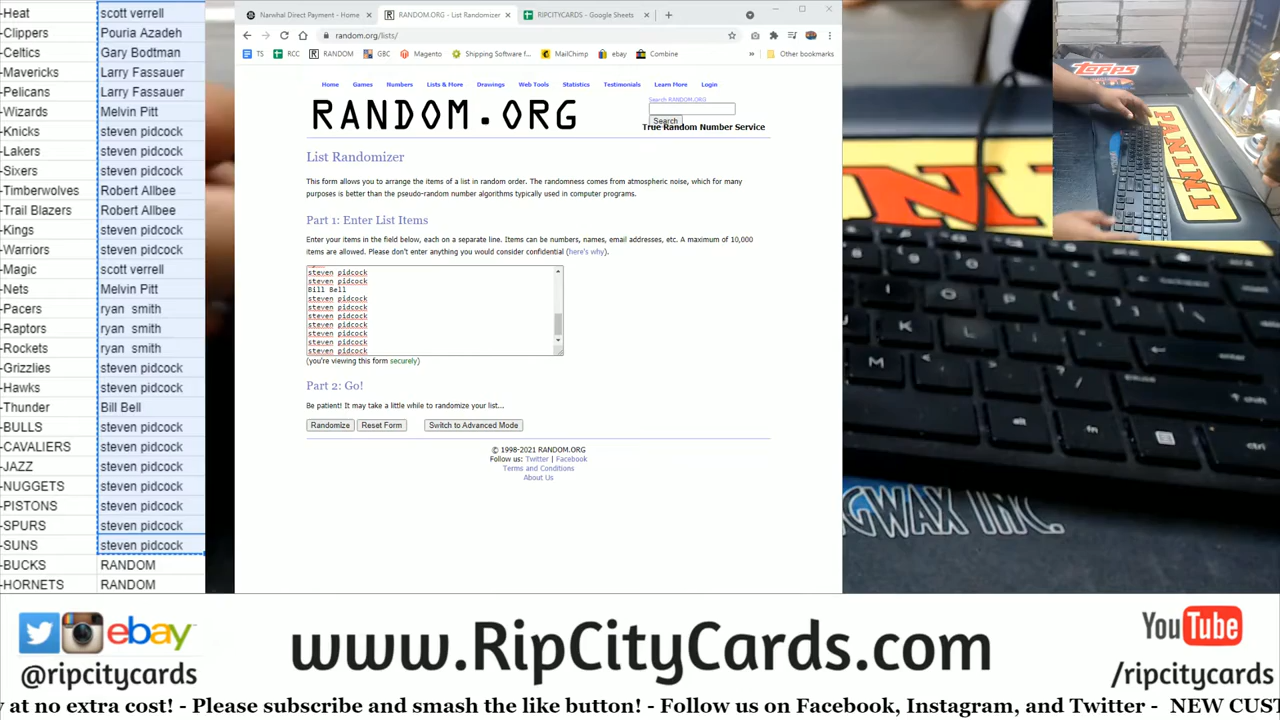 -Heat scott verrell
-Clippers Pouria Azadeh
-Celtics Gary Bodtman
-Mavericks Larry Fassauer
-Pelicans Larry Fassauer
-Wizards Melvin Pitt
-Knicks steven pidcock
-Lakers steven pidcock
-Sixers steven pidcock
-Timberwolves Robert Allbee
-Trail Blazers Robert Allbee
-Kings steven pidcock
-Warriors steven pidcock
-Magic scott verrell
-Nets Melvin Pitt
-Pacers ryan smith
-Raptors ryan smith
-Rockets ryan smith
-Grizzlies steven pidcock
-Hawks steven pidcock
-Thunder Bill Bell
-BULLS steven pidcock
-CAVALIERS steven pidcock
-JAZZ steven pidcock
-NUGGETS steven pidcock
-PISTONS steven pidcock
-SPURS steven pidcock
-SUNS steven pidcock
-BUCKS RANDOM
-HORNETS RANDOM
Narwhal Direct Payment - Home RANDOM.ORG - List Randomizer RIPCITYCARDS - Google Sheets
random.org/lists/
TS RCC RANDOM GBC Magento Shipping Software f... MailChimp ebay Combine » Other bookmarks
Home Games Numbers Lists & More Drawings Web Tools Statistics Testimonials Learn More Login
RANDOM.ORG
Search RANDOM.ORG
Search
True Random Number Service
List Randomizer
This form allows you to arrange the items of a list in random order. The randomness comes from atmospheric noise, which for many
purposes is better than the pseudo-random number algorithms typically used in computer programs.
Part 1: Enter List Items
Enter your items in the field below, each on a separate line. Items can be numbers, names, email addresses, etc. A maximum of 10,000
items are allowed. Please don't enter anything you would consider confidential (here's why).
steven pidcock
steven pidcock
Bill Bell
steven pidcock
steven pidcock
steven pidcock
steven pidcock
steven pidcock
steven pidcock
steven pidcock
(you're viewing this form securely)
Part 2: Go!
Be patient! It may take a little while to randomize your list...
Randomize Reset Form Switch to Advanced Mode
© 1998-2021 RANDOM.ORG
Follow us: Twitter | Facebook
Terms and Conditions
About Us
Topps
PANINI
GWAX INC.
ebay
@ripcitycards
www.RipCityCards.com
YouTube
/ripcitycards
y at no extra cost! - Please subscribe and smash the like button! - Follow us on Facebook, Instagram, and Twitter - NEW CUST